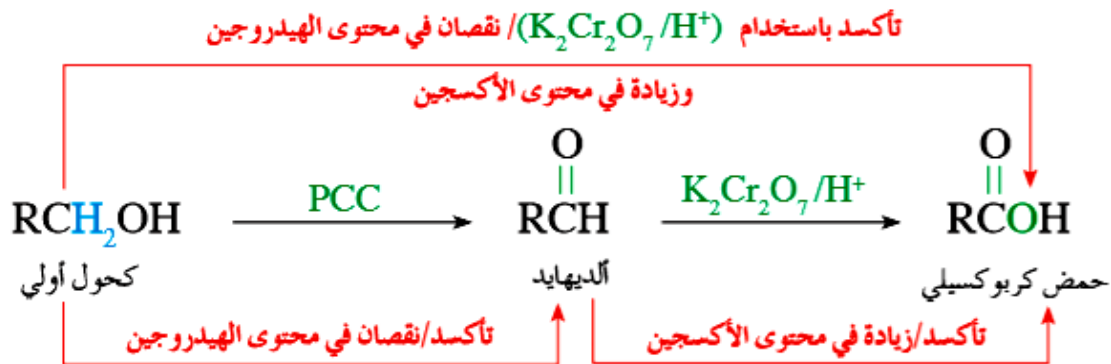 تأكسد باستخدام (K₂Cr₂O₇/H⁺)/ نقصان في محتوى الهيدروجين
وزيادة في محتوى الأكسجين
RCH₂OH
PCC
O
||
RCH
K₂Cr₂O₇/H⁺
O
||
RCOH
كحول أولي
ألديهايد
حمض كربوكسيلي
تأكسد/نقصان في محتوى الهيدروجين
تأكسد/زيادة في محتوى الأكسجين